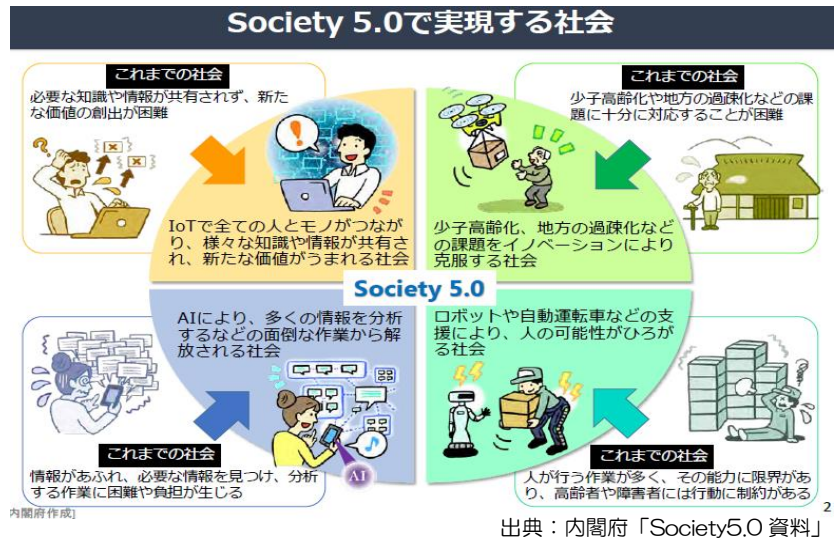 Society 5.0で実現する社会
これまでの社会
必要な知識や情報が共有されず、新た
な価値の創出が困難
IoTで全ての人とモノがつなが
り、様々な知識や情報が共有さ
れ、新たな価値がうまれる社会
これまでの社会
少子高齢化や地方の過疎化などの課
題に十分に対応することが困難
少子高齢化、地方の過疎化など
の課題をイノベーションにより
克服する社会
Society 5.0
AIにより、多くの情報を分析
するなどの面倒な作業から解
放される社会
AI
これまでの社会
情報があふれ、必要な情報を見つけ、分析
する作業に困難や負担が生じる
ロボットや自動運転車などの支
援により、人の可能性がひろが
る社会
これまでの社会
人が行う作業が多く、その能力に限界があ
り、高齢者や障害者には行動に制約がある
内閣府作成]
2
出典：内閣府「Society5.0 資料」